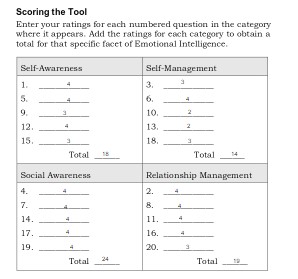 Scoring the Tool
Enter your ratings for each numbered question in the category
where it appears. Add the ratings for each category to obtain a
total for that specific facet of Emotional Intelligence.
Self-Awareness
1. 4
5. 4
9. 3
12. 4
15. 3
Total 18
Self-Management
3. 3
6. 4
10. 2
13. 2
18. 3
Total 14
Social Awareness
4. 4
7. 4
14. 4
17. 4
19. 4
Total 24
Relationship Management
2. 4
8. 4
11. 4
16. 4
20. 3
Total 19